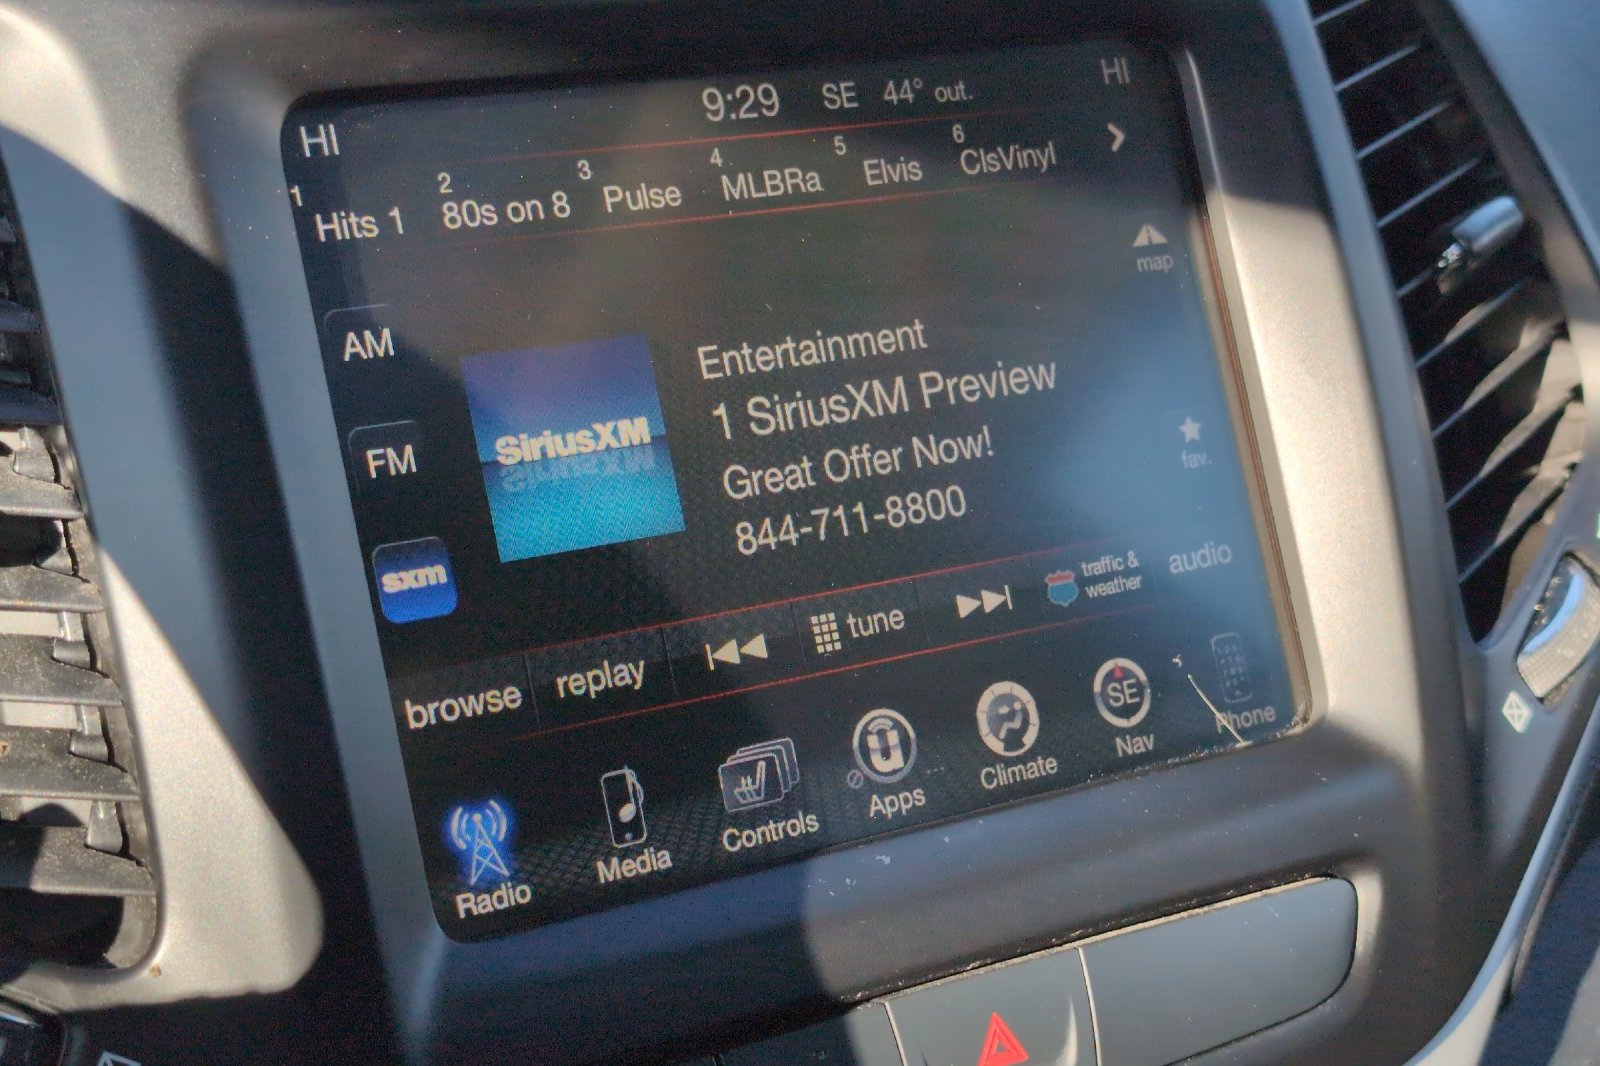 HI 9:29 SE 44° out. HI
1 2 3 4 5 6
Hits 1 80s on 8 Pulse MLBRa Elvis ClsVinyl
map
AM
Entertainment
1 SiriusXM Preview
SiriusXM
Great Offer Now!
FM
fav.
844-711-8800
sxm
browse replay tune traffic & weather audio
SE
Radio Media Controls Apps Climate Nav Phone